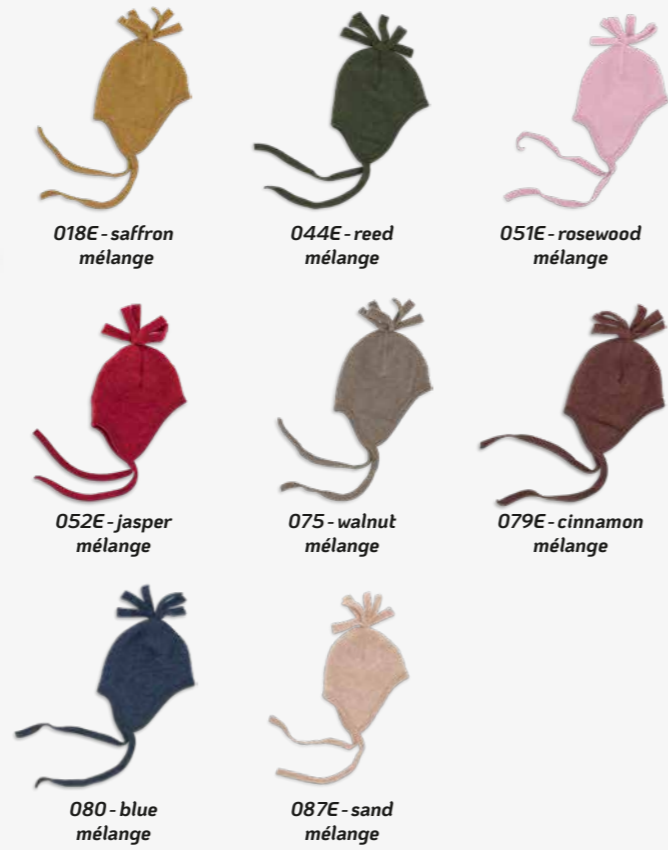 018E - saffron
mélange
044E - reed
mélange
051E - rosewood
mélange
052E - jasper
mélange
075 - walnut
mélange
079E - cinnamon
mélange
080 - blue
mélange
087E - sand
mélange